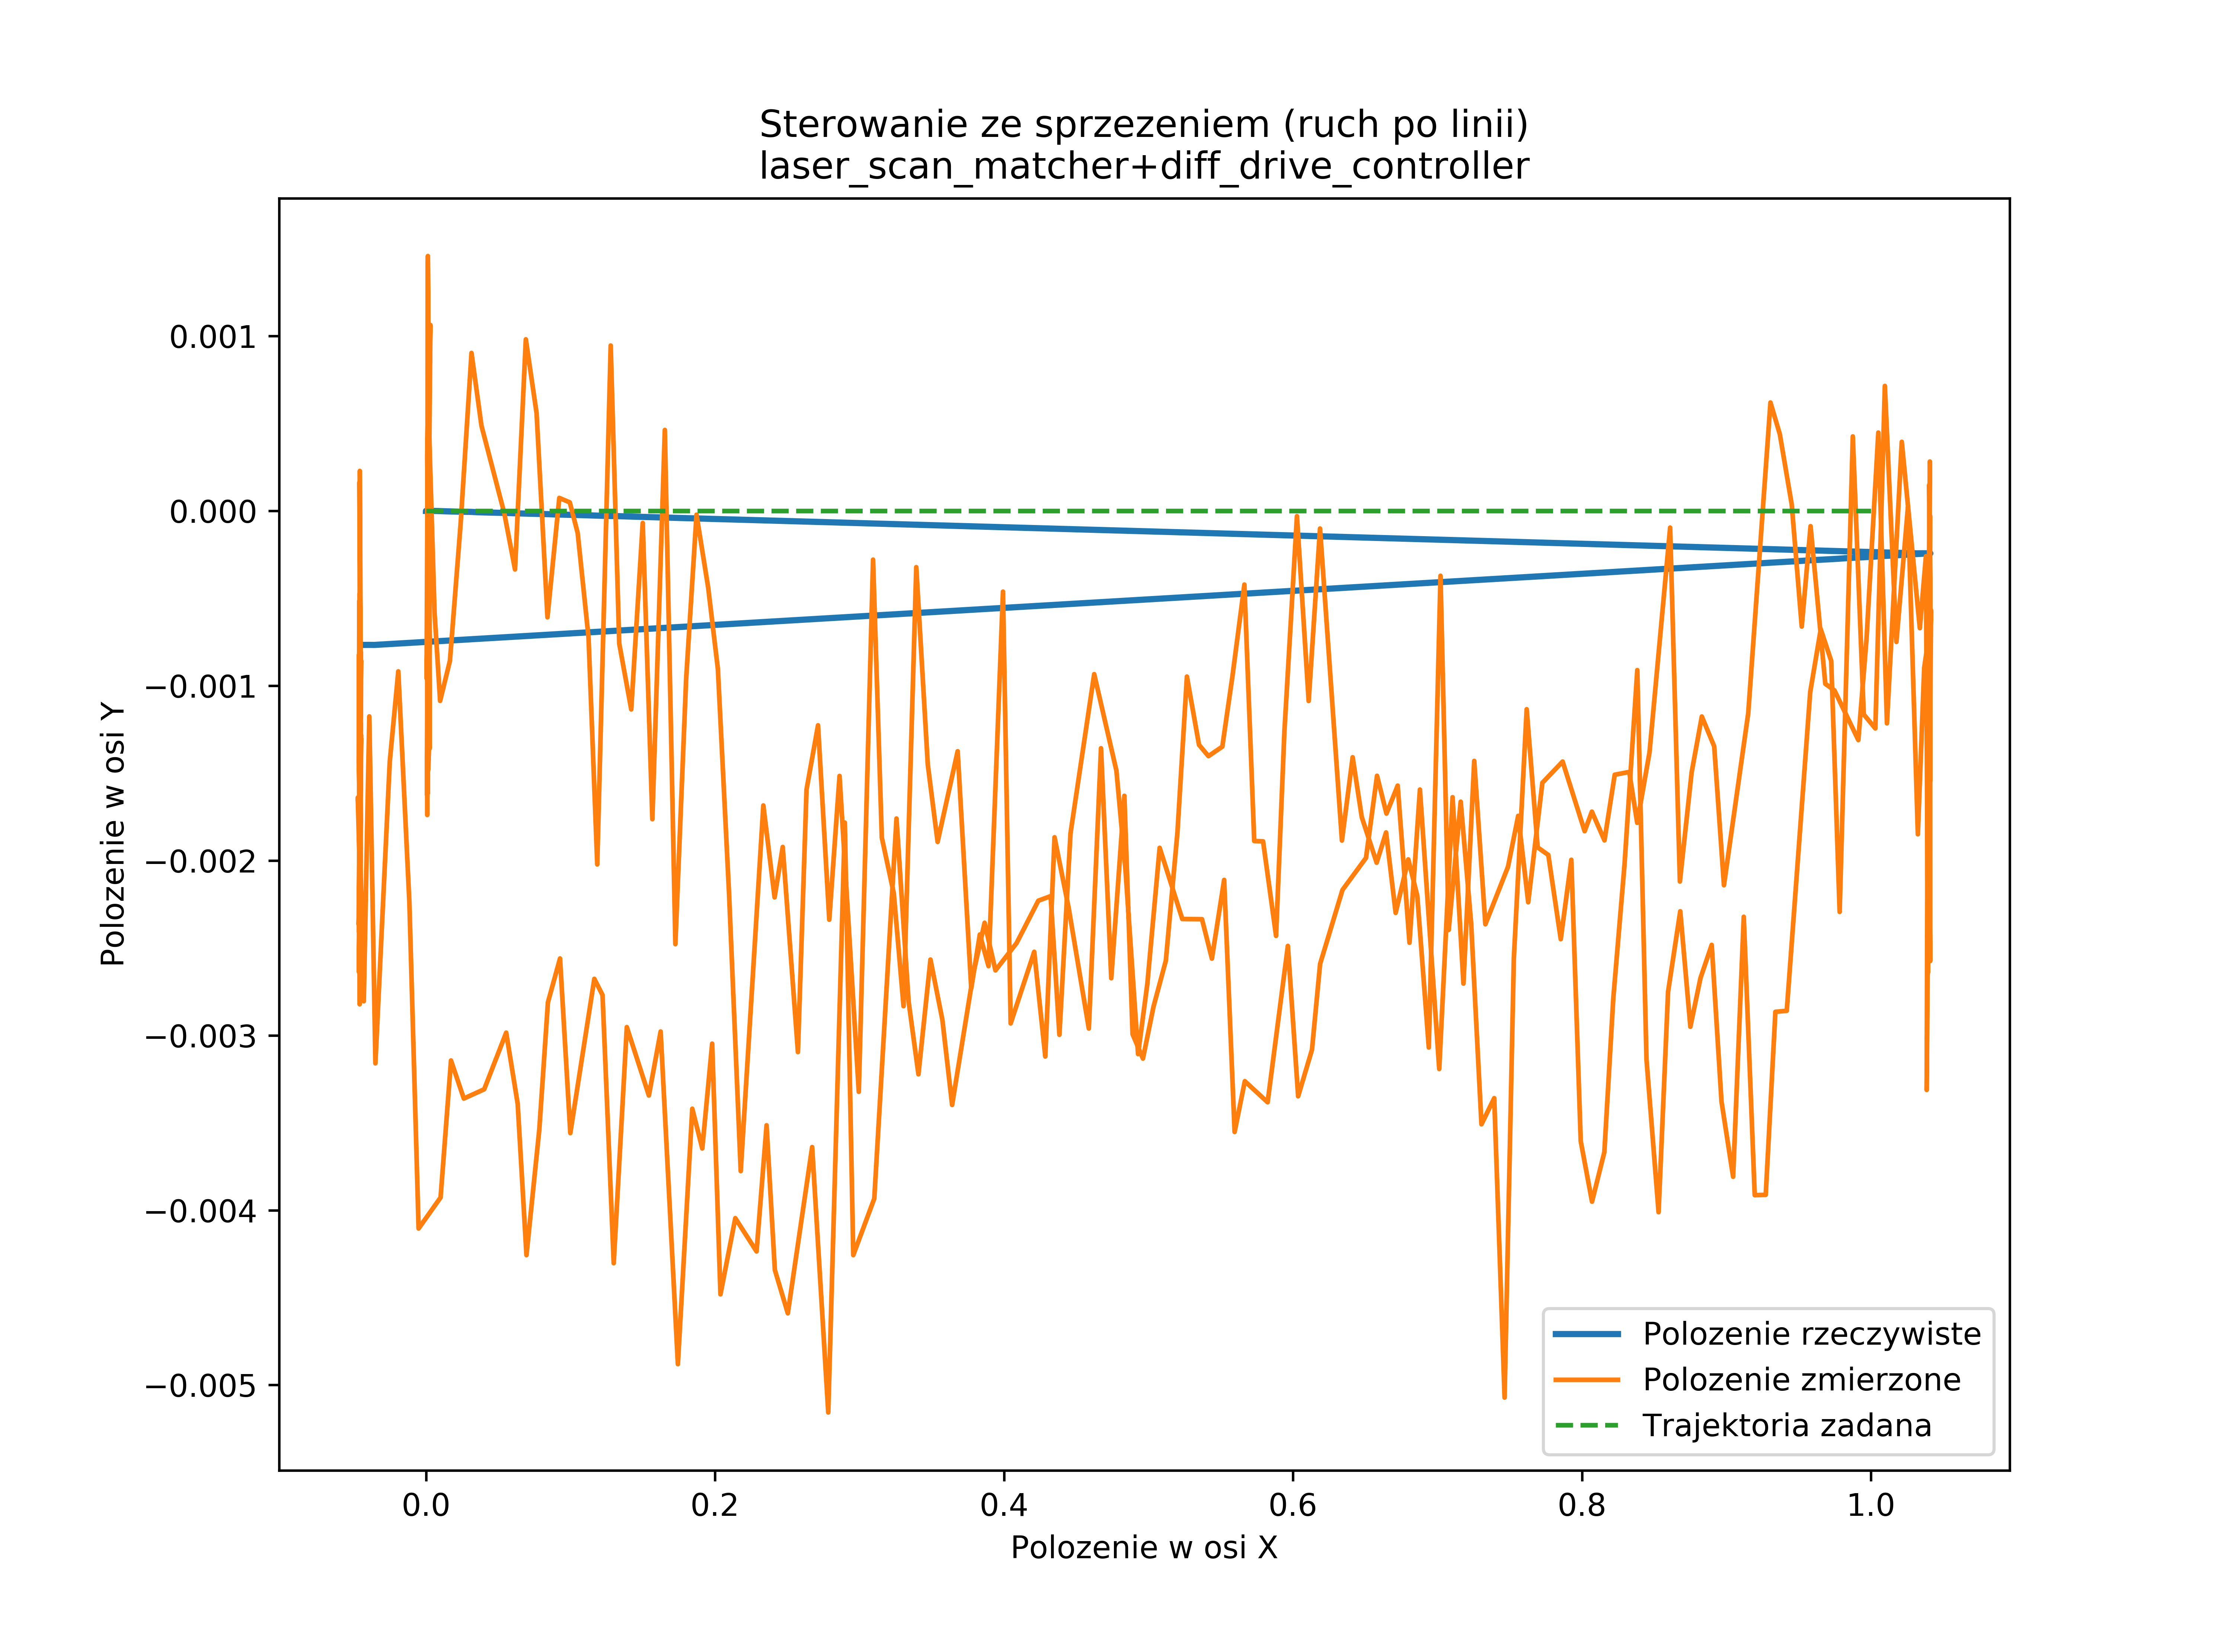 Sterowanie ze sprzezeniem (ruch po linii)
laser_scan_matcher+diff_drive_controller
0.001
0.000
−0.001
−0.002
−0.003
−0.004
−0.005
Polozenie w osi Y
Polozenie rzeczywiste
Polozenie zmierzone
Trajektoria zadana
0.0 0.2 0.4 0.6 0.8 1.0
Polozenie w osi X